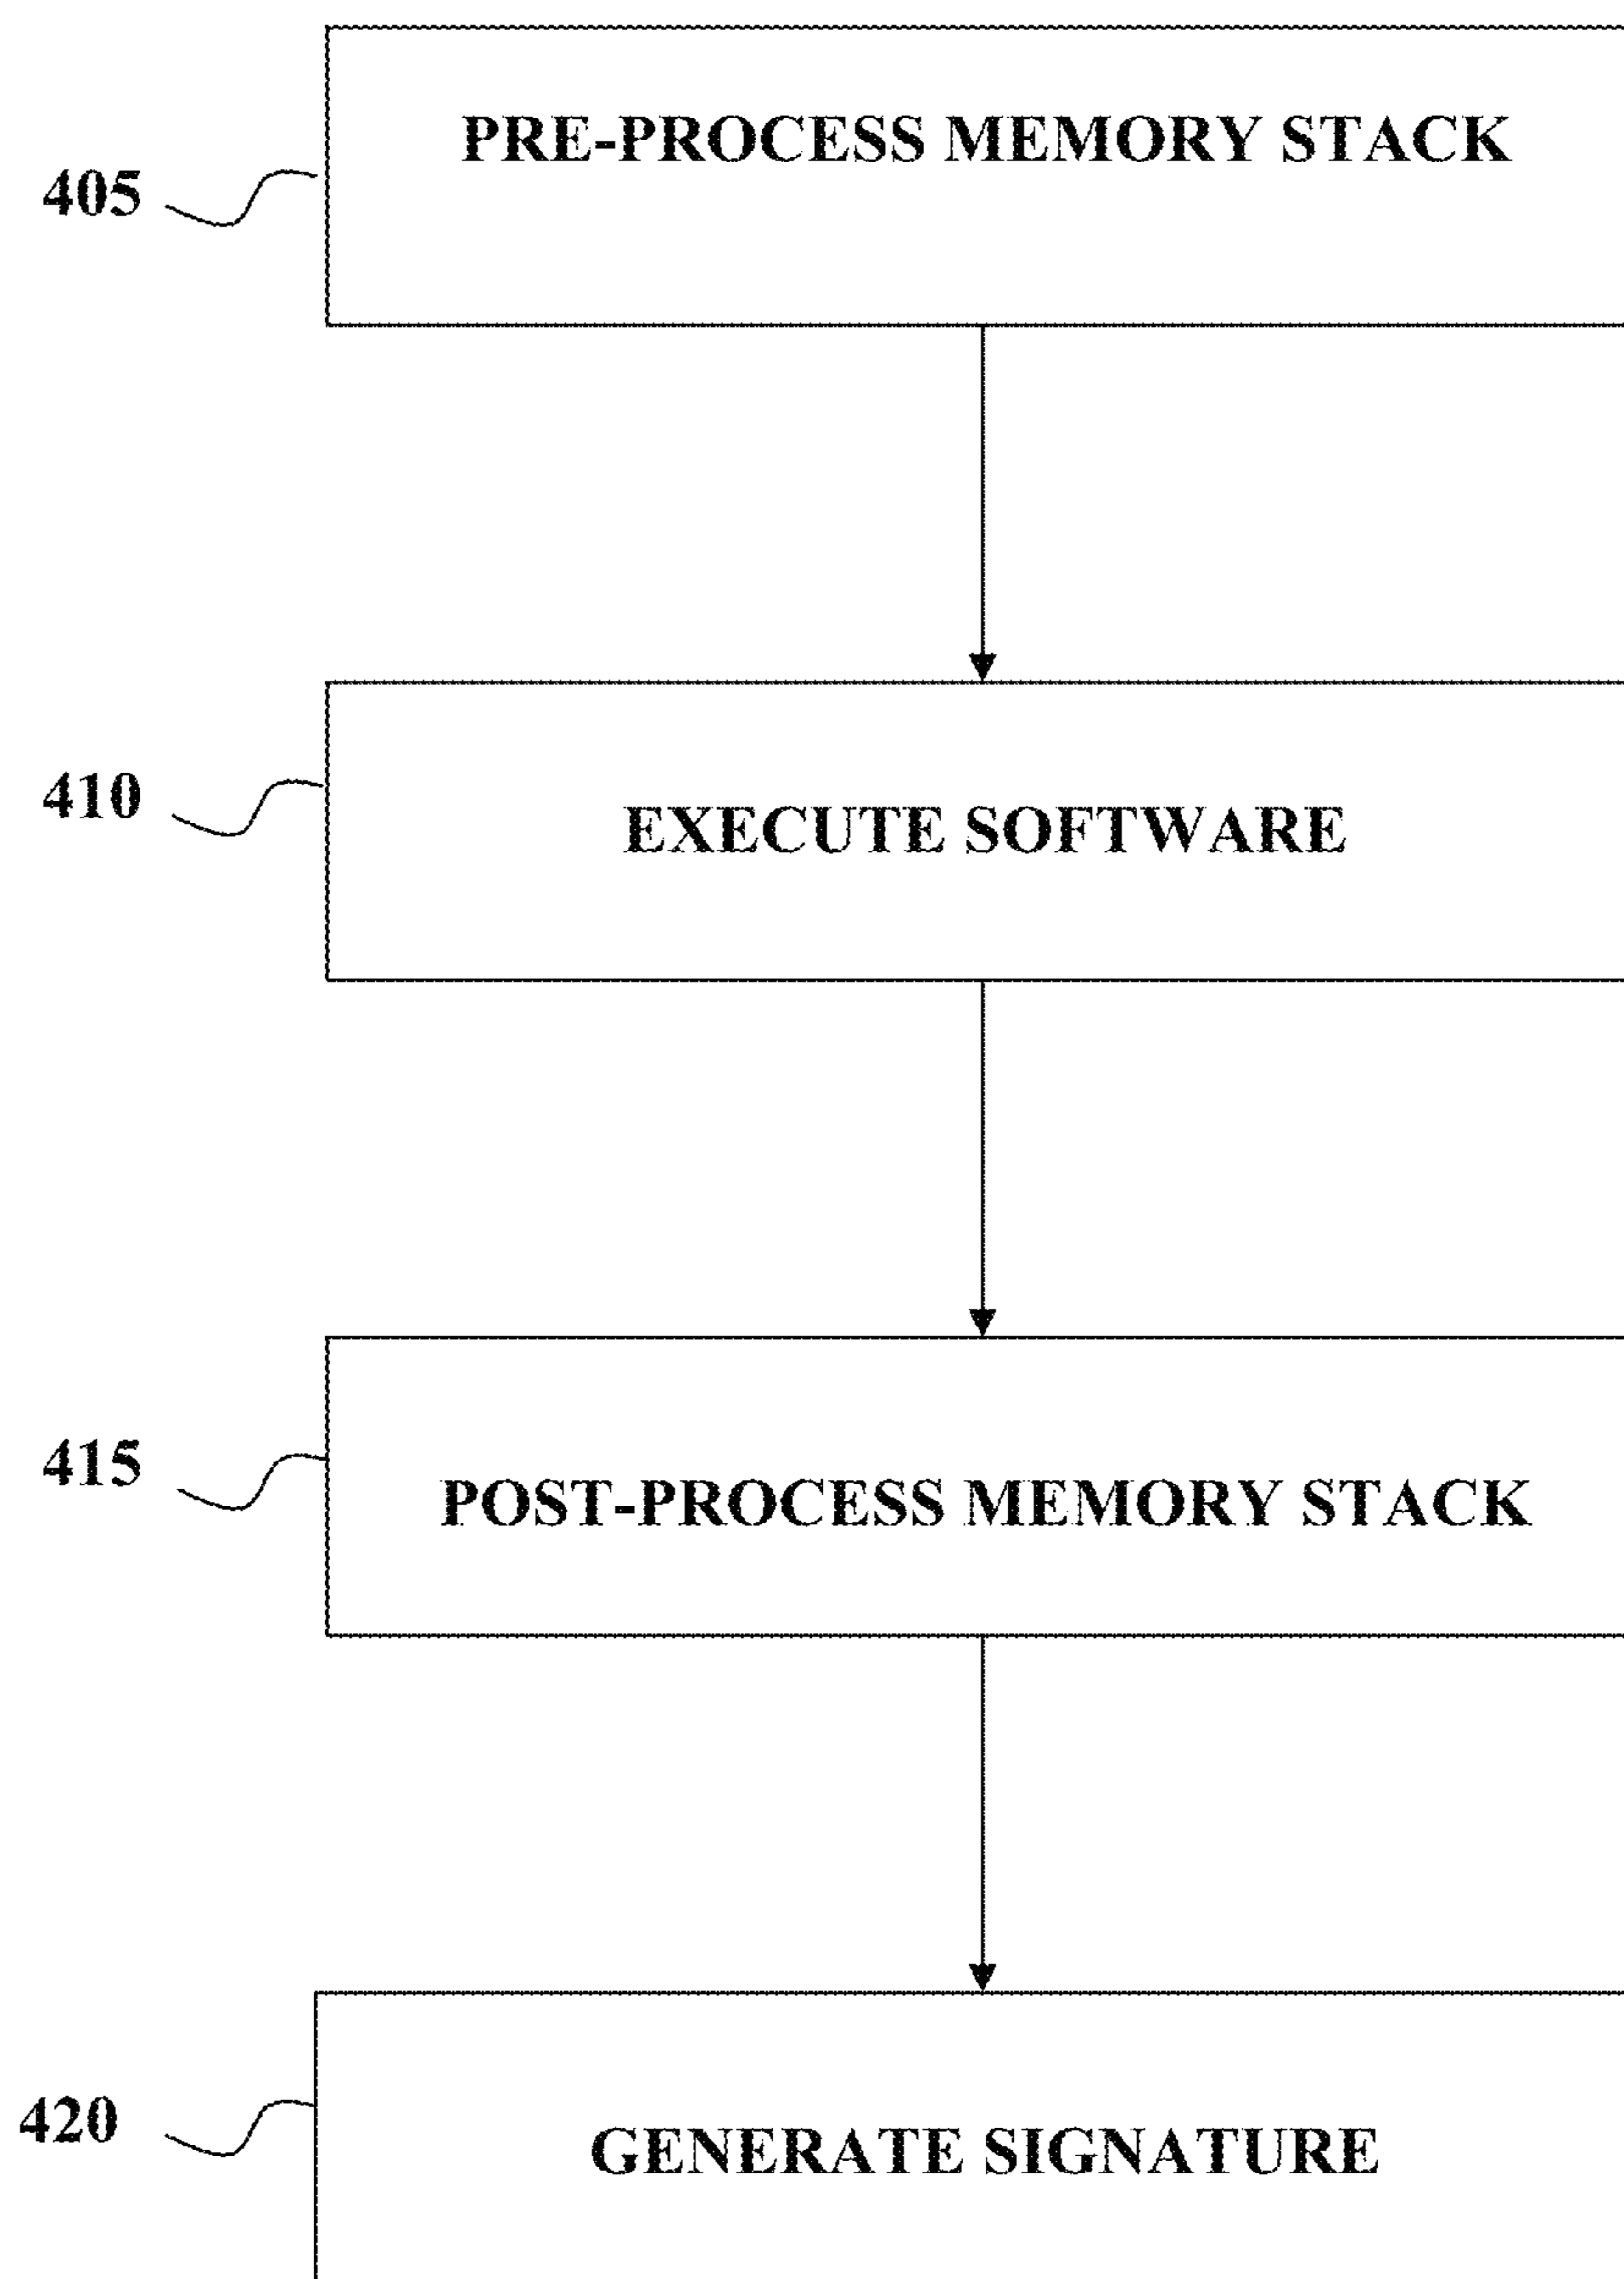 PRE-PROCESS MEMORY STACK
405
410
EXECUTE SOFTWARE
415
POST-PROCESS MEMORY STACK
420
GENERATE SIGNATURE